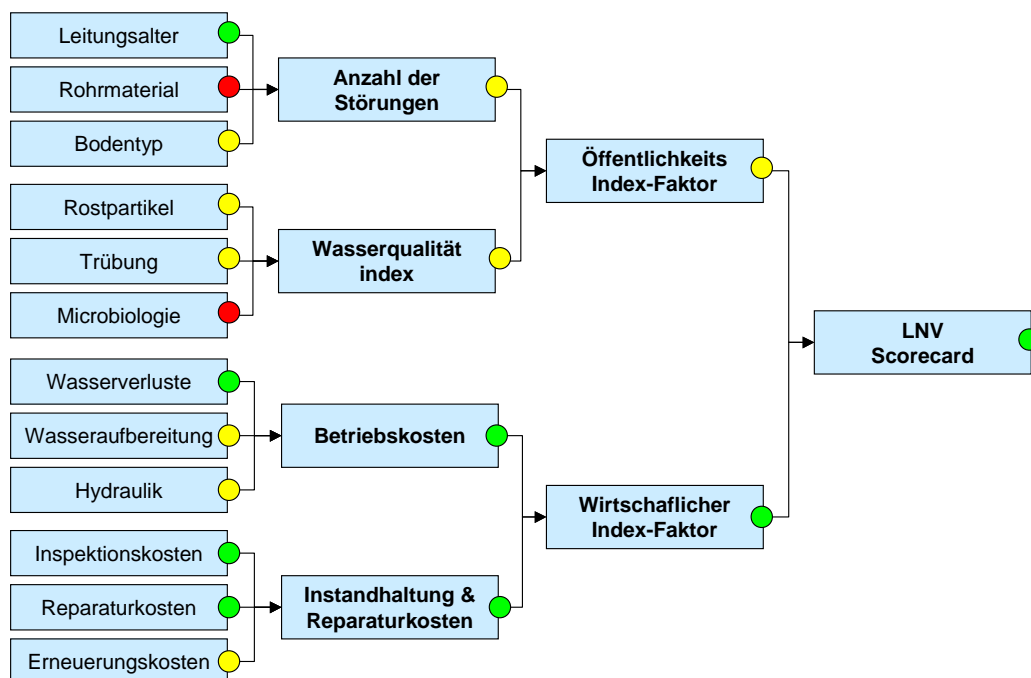 Leitungsalter
Rohrmaterial
Bodentyp
Anzahl der
Störungen
Rostpartikel
Trübung
Microbiologie
Wasserqualität
index
Öffentlichkeits
Index-Faktor
Wasserverluste
Wasseraufbereitung
Hydraulik
Betriebskosten
Inspektionskosten
Reparaturkosten
Erneuerungskosten
Instandhaltung &
Reparaturkosten
Wirtschaflicher
Index-Faktor
LNV
Scorecard